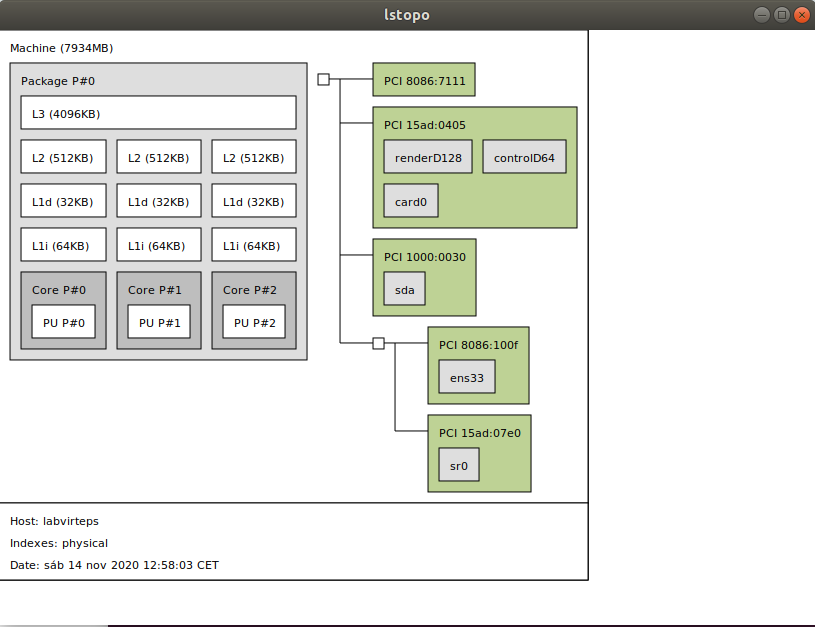 lstopo
Machine (7934MB)
Package P#0
L3 (4096KB)
L2 (512KB) L2 (512KB) L2 (512KB)
L1d (32KB) L1d (32KB) L1d (32KB)
L1i (64KB) L1i (64KB) L1i (64KB)
Core P#0 Core P#1 Core P#2
PU P#0 PU P#1 PU P#2
PCI 8086:7111
PCI 15ad:0405
renderD128 controlD64
card0
PCI 1000:0030
sda
PCI 8086:100f
ens33
PCI 15ad:07e0
sr0
Host: labvirteps
Indexes: physical
Date: sáb 14 nov 2020 12:58:03 CET